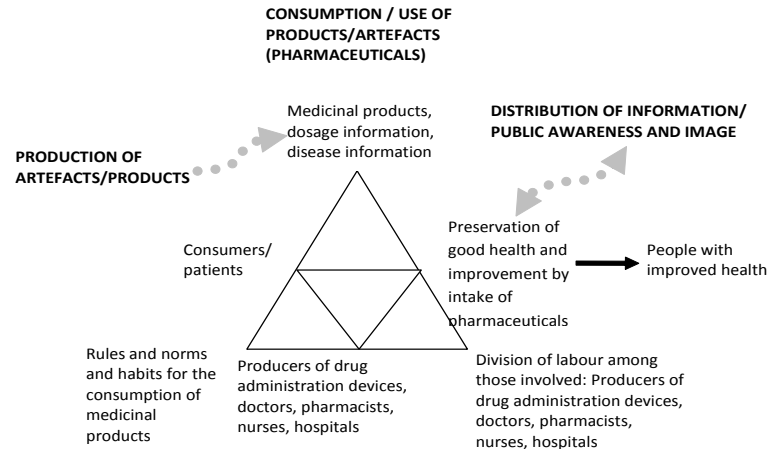 CONSUMPTION / USE OF
PRODUCTS/ARTEFACTS
(PHARMACEUTICALS)
Medicinal products,
dosage information,
disease information
DISTRIBUTION OF INFORMATION/
PUBLIC AWARENESS AND IMAGE
PRODUCTION OF
ARTEFACTS/PRODUCTS
Consumers/
patients
Preservation of
good health and
improvement by
intake of
pharmaceuticals
People with
improved health
Rules and norms
and habits for the
consumption of
medicinal
products
Producers of drug
administration devices,
doctors, pharmacists,
nurses, hospitals
Division of labour among
those involved: Producers of
drug administration devices,
doctors, pharmacists,
nurses, hospitals